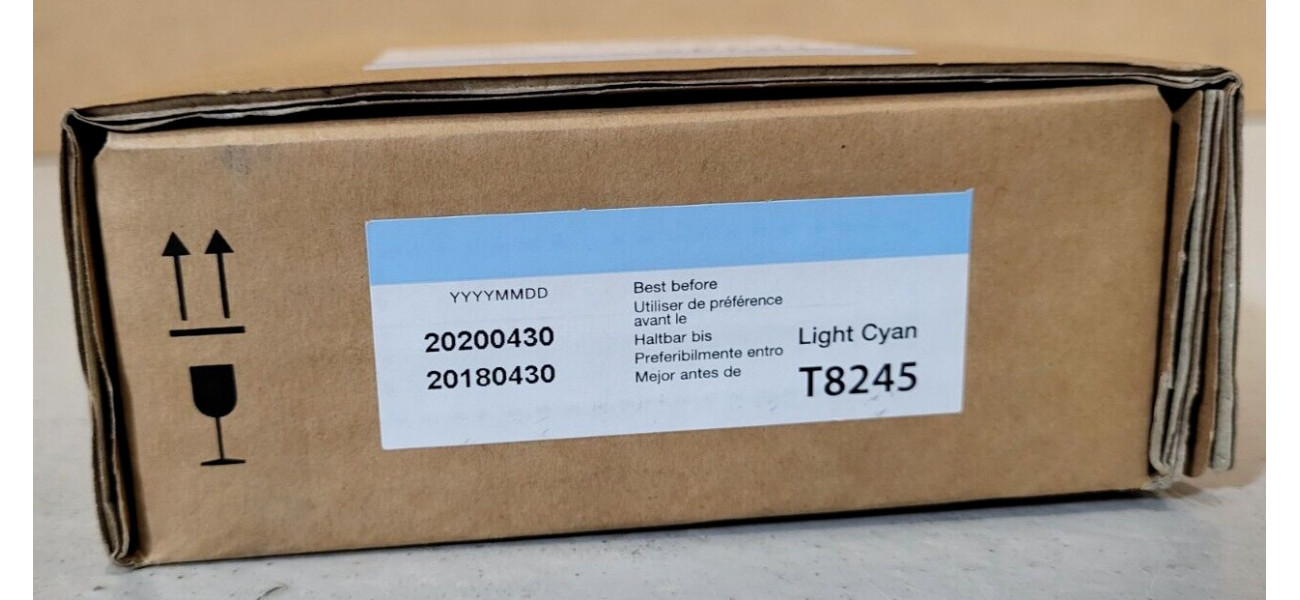 YYYYMMDD
20200430
20180430
Best before
Utiliser de préférence
avant le
Haltbar bis
Preferibilmente entro
Mejor antes de
Light Cyan
T8245